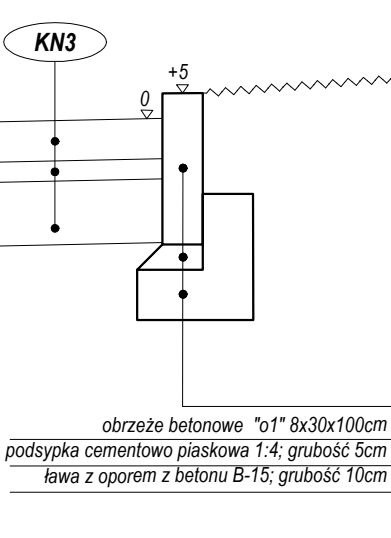 KN3
+5
0
obrzeże betonowe "o1" 8x30x100cm
podsypka cementowo piaskowa 1:4; grubość 5cm
ława z oporem z betonu B-15; grubość 10cm